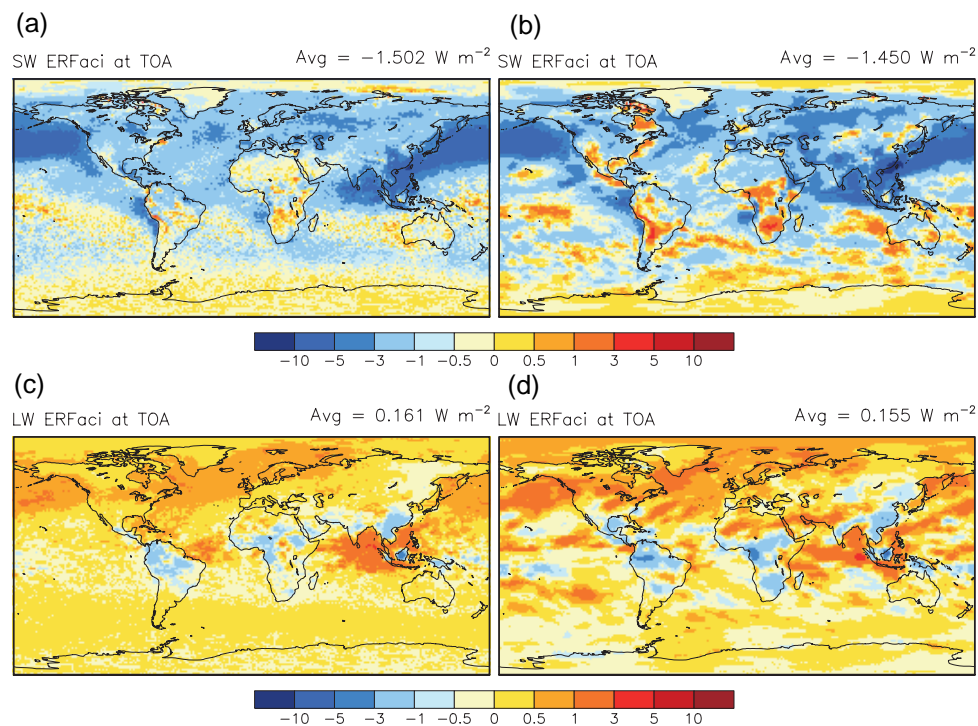 (a)
SW ERFaci at TOA Avg = −1.502 W m−2
(b)
SW ERFaci at TOA Avg = −1.450 W m−2
−10 −5 −3 −1 −0.5 0 0.5 1 3 5 10
(c)
LW ERFaci at TOA Avg = 0.161 W m−2
(d)
LW ERFaci at TOA Avg = 0.155 W m−2
−10 −5 −3 −1 −0.5 0 0.5 1 3 5 10